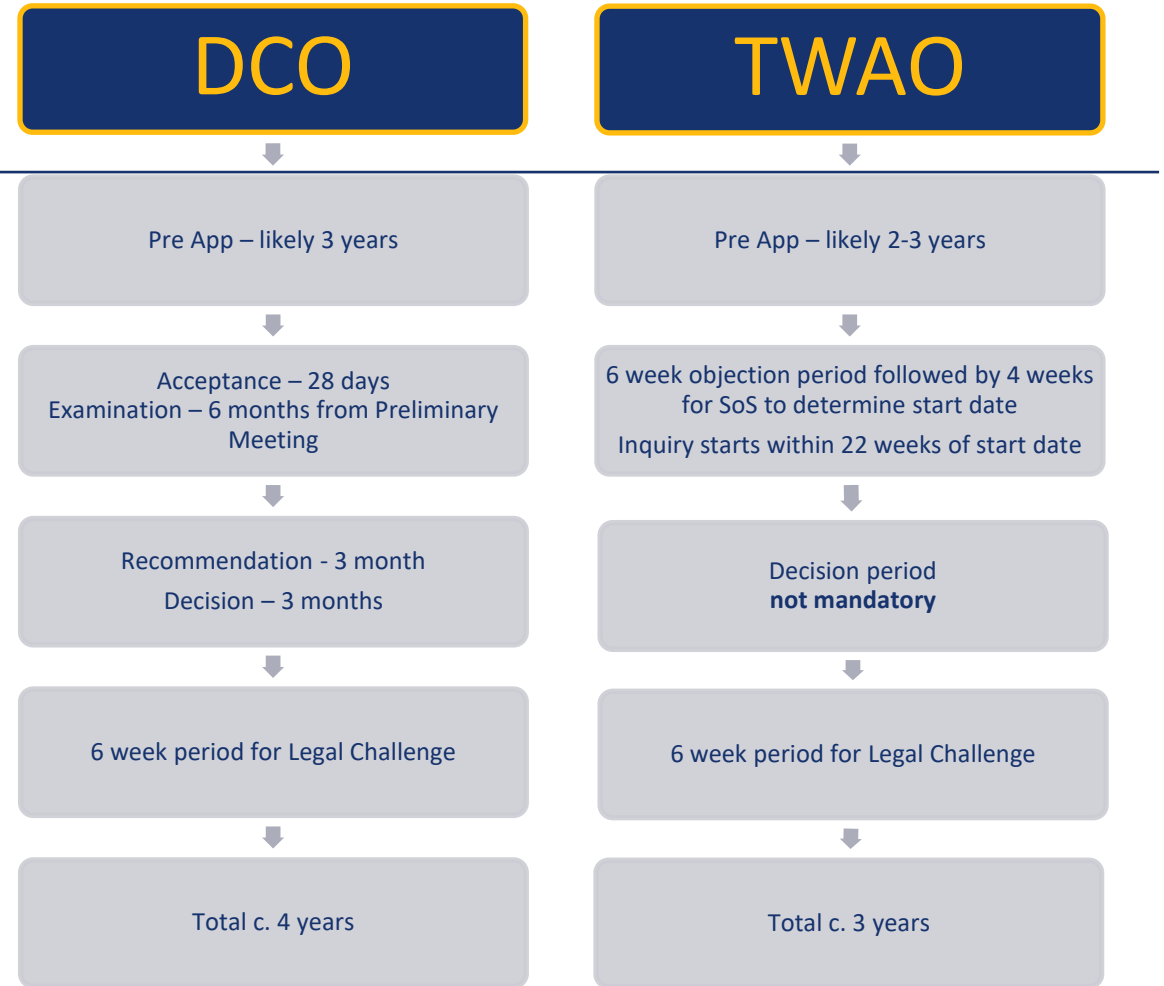 DCO
Pre App – likely 3 years
Acceptance – 28 days
Examination – 6 months from Preliminary
Meeting
Recommendation - 3 month
Decision – 3 months
6 week period for Legal Challenge
Total c. 4 years
TWAO
Pre App – likely 2-3 years
6 week objection period followed by 4 weeks
for SoS to determine start date
Inquiry starts within 22 weeks of start date
Decision period
not mandatory
6 week period for Legal Challenge
Total c. 3 years